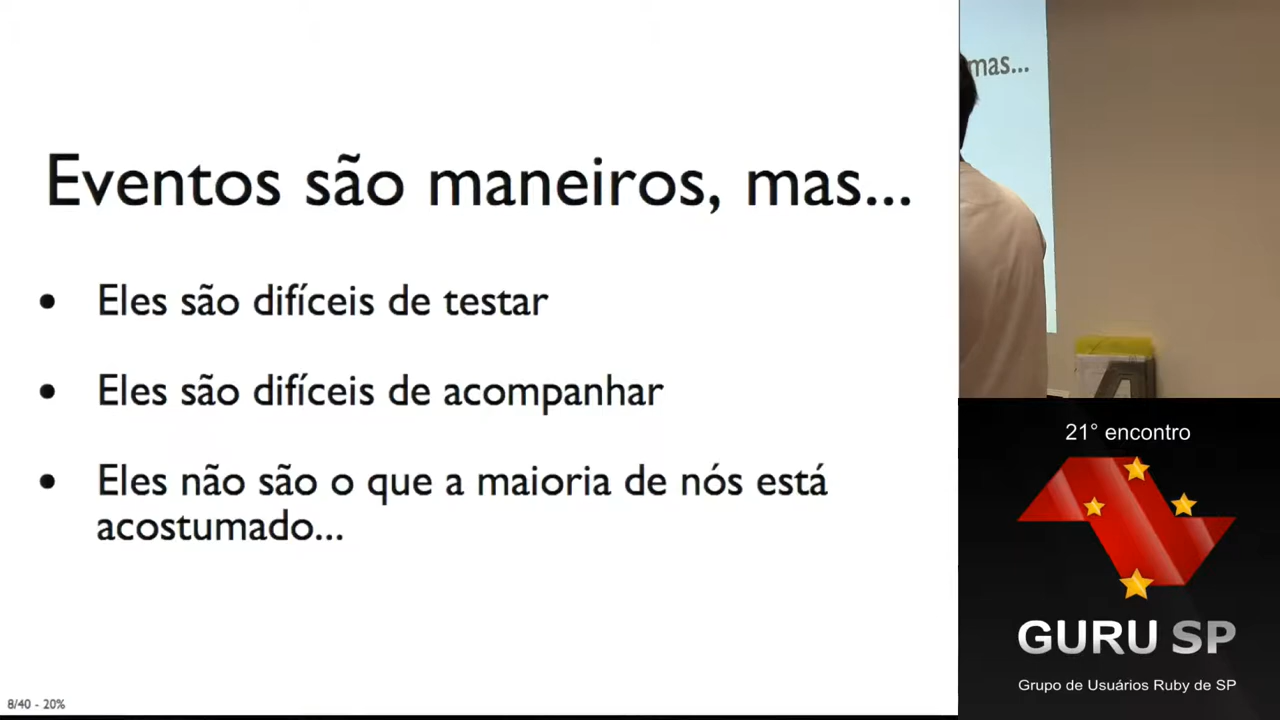 Eventos são maneiros, mas...
• Eles são difíceis de testar
• Eles são difíceis de acompanhar
• Eles não são o que a maioria de nós está
acostumado...
8/40 - 20%
mas...
21° encontro
GURU SP
Grupo de Usuários Ruby de SP